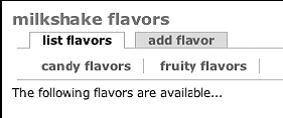 milkshake flavors
list flavors add flavor
candy flavors fruity flavors
The following flavors are available...